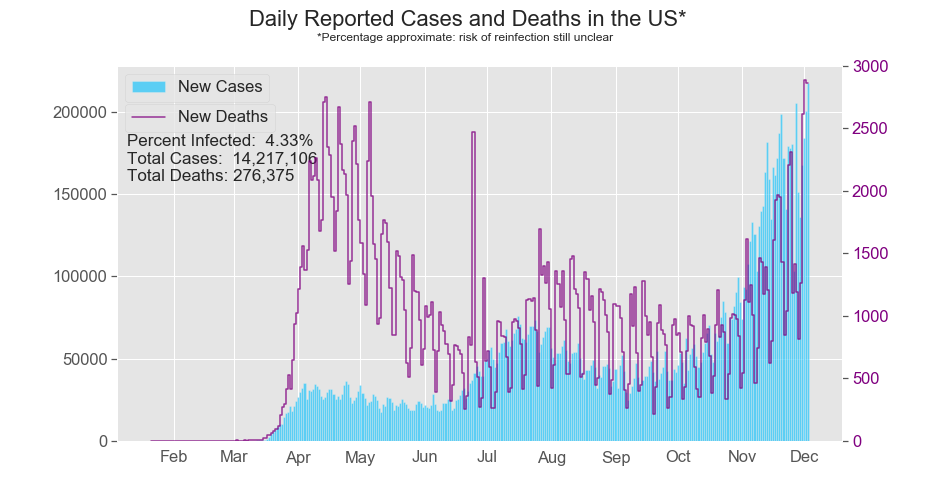 Daily Reported Cases and Deaths in the US*
*Percentage approximate: risk of reinfection still unclear
New Cases
New Deaths
Percent Infected:  4.33%
Total Cases:  14,217,106
Total Deaths: 276,375
200000
150000
100000
50000
0
3000
2500
2000
1500
1000
500
0
Feb Mar Apr May Jun Jul Aug Sep Oct Nov Dec